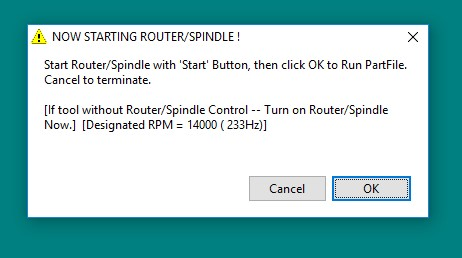 NOW STARTING ROUTER/SPINDLE !
Start Router/Spindle with 'Start' Button, then click OK to Run PartFile.
Cancel to terminate.
[If tool without Router/Spindle Control -- Turn on Router/Spindle
Now.]  [Designated RPM = 14000 ( 233Hz)]
Cancel
OK